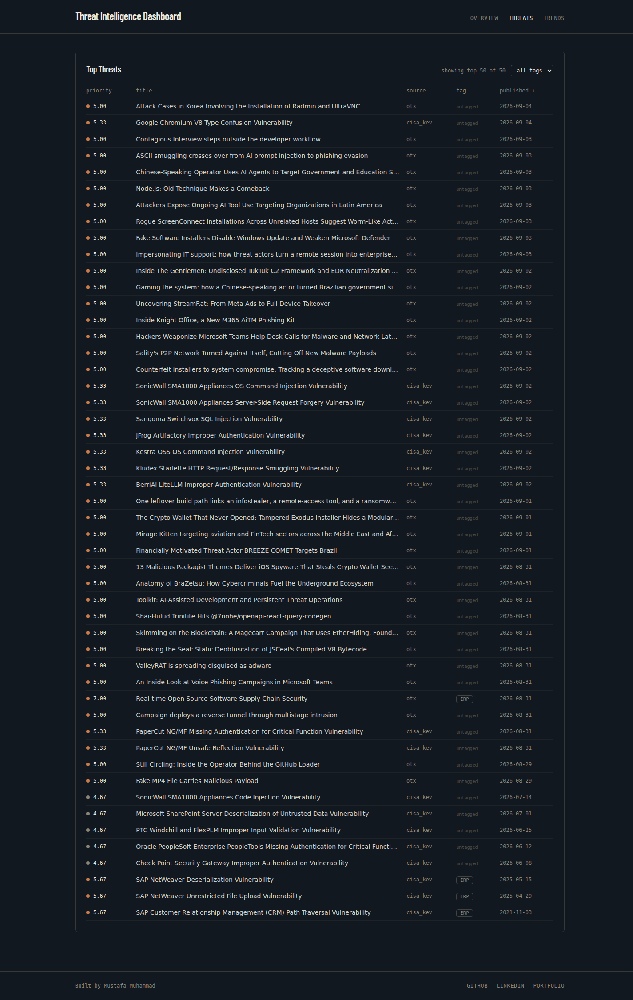 Threat Intelligence Dashboard
OVERVIEW THREATS TRENDS
Top Threats
showing top 50 of 50 all tags
priority title source tag published ↓
5.00 Attack Cases in Korea Involving the Installation of Radmin and UltraVNC otx untagged 2026-09-04
5.33 Google Chromium V8 Type Confusion Vulnerability cisa_kev untagged 2026-09-04
5.00 Contagious Interview steps outside the developer workflow otx untagged 2026-09-03
5.00 ASCII smuggling crosses over from AI prompt injection to phishing evasion otx untagged 2026-09-03
5.00 Chinese-Speaking Operator Uses AI Agents to Target Government and Education S... otx untagged 2026-09-03
5.00 Node.js: Old Technique Makes a Comeback otx untagged 2026-09-03
5.00 Attackers Expose Ongoing AI Tool Use Targeting Organizations in Latin America otx untagged 2026-09-03
5.00 Rogue ScreenConnect Installations Across Unrelated Hosts Suggest Worm-Like Act... otx untagged 2026-09-03
5.00 Fake Software Installers Disable Windows Update and Weaken Microsoft Defender otx untagged 2026-09-03
5.00 Impersonating IT support: how threat actors turn a remote session into enterprise... otx untagged 2026-09-03
5.00 Inside The Gentlemen: Undisclosed TukTuk C2 Framework and EDR Neutralization ... otx untagged 2026-09-02
5.00 Gaming the system: how a Chinese-speaking actor turned Brazilian government si... otx untagged 2026-09-02
5.00 Uncovering StreamRat: From Meta Ads to Full Device Takeover otx untagged 2026-09-02
5.00 Inside Knight Office, a New M365 AiTM Phishing Kit otx untagged 2026-09-02
5.00 Hackers Weaponize Microsoft Teams Help Desk Calls for Malware and Network Lat... otx untagged 2026-09-02
5.00 Sality's P2P Network Turned Against Itself, Cutting Off New Malware Payloads otx untagged 2026-09-02
5.00 Counterfeit installers to system compromise: Tracking a deceptive software downl... otx untagged 2026-09-02
5.33 SonicWall SMA1000 Appliances OS Command Injection Vulnerability cisa_kev untagged 2026-09-02
5.33 SonicWall SMA1000 Appliances Server-Side Request Forgery Vulnerability cisa_kev untagged 2026-09-02
5.33 Sangoma Switchvox SQL Injection Vulnerability cisa_kev untagged 2026-09-02
5.33 JFrog Artifactory Improper Authentication Vulnerability cisa_kev untagged 2026-09-02
5.33 Kestra OSS OS Command Injection Vulnerability cisa_kev untagged 2026-09-02
5.33 Kludex Starlette HTTP Request/Response Smuggling Vulnerability cisa_kev untagged 2026-09-02
5.33 BerriAI LiteLLM Improper Authentication Vulnerability cisa_kev untagged 2026-09-02
5.00 One leftover build path links an infostealer, a remote-access tool, and a ransomw... otx untagged 2026-09-01
5.00 The Crypto Wallet That Never Opened: Tampered Exodus Installer Hides a Modular... otx untagged 2026-09-01
5.00 Mirage Kitten targeting aviation and FinTech sectors across the Middle East and Af... otx untagged 2026-09-01
5.00 Financially Motivated Threat Actor BREEZE COMET Targets Brazil otx untagged 2026-09-01
5.00 13 Malicious Packagist Themes Deliver iOS Spyware That Steals Crypto Wallet See... otx untagged 2026-08-31
5.00 Anatomy of BraZetsu: How Cybercriminals Fuel the Underground Ecosystem otx untagged 2026-08-31
5.00 Toolkit: AI-Assisted Development and Persistent Threat Operations otx untagged 2026-08-31
5.00 Shai-Hulud Trinitite Hits @7nohe/openapi-react-query-codegen otx untagged 2026-08-31
5.00 Skimming on the Blockchain: A Magecart Campaign That Uses EtherHiding, Found... otx untagged 2026-08-31
5.00 Breaking the Seal: Static Deobfuscation of JSCeal's Compiled V8 Bytecode otx untagged 2026-08-31
5.00 ValleyRAT is spreading disguised as adware otx untagged 2026-08-31
5.00 An Inside Look at Voice Phishing Campaigns in Microsoft Teams otx untagged 2026-08-31
7.00 Real-time Open Source Software Supply Chain Security otx ERP 2026-08-31
5.00 Campaign deploys a reverse tunnel through multistage intrusion otx untagged 2026-08-31
5.33 PaperCut NG/MF Missing Authentication for Critical Function Vulnerability cisa_kev untagged 2026-08-31
5.33 PaperCut NG/MF Unsafe Reflection Vulnerability cisa_kev untagged 2026-08-31
5.00 Still Circling: Inside the Operator Behind the GitHub Loader otx untagged 2026-08-29
5.00 Fake MP4 File Carries Malicious Payload otx untagged 2026-08-29
4.67 SonicWall SMA1000 Appliances Code Injection Vulnerability cisa_kev untagged 2026-07-14
4.67 Microsoft SharePoint Server Deserialization of Untrusted Data Vulnerability cisa_kev untagged 2026-07-01
4.67 PTC Windchill and FlexPLM Improper Input Validation Vulnerability cisa_kev untagged 2026-06-25
4.67 Oracle PeopleSoft Enterprise PeopleTools Missing Authentication for Critical Functi... cisa_kev untagged 2026-06-12
4.67 Check Point Security Gateway Improper Authentication Vulnerability cisa_kev untagged 2026-06-08
5.67 SAP NetWeaver Deserialization Vulnerability cisa_kev ERP 2025-05-15
5.67 SAP NetWeaver Unrestricted File Upload Vulnerability cisa_kev ERP 2025-04-29
5.67 SAP Customer Relationship Management (CRM) Path Traversal Vulnerability cisa_kev ERP 2021-11-03
Built by Mustafa Muhammad
GITHUB LINKEDIN PORTFOLIO